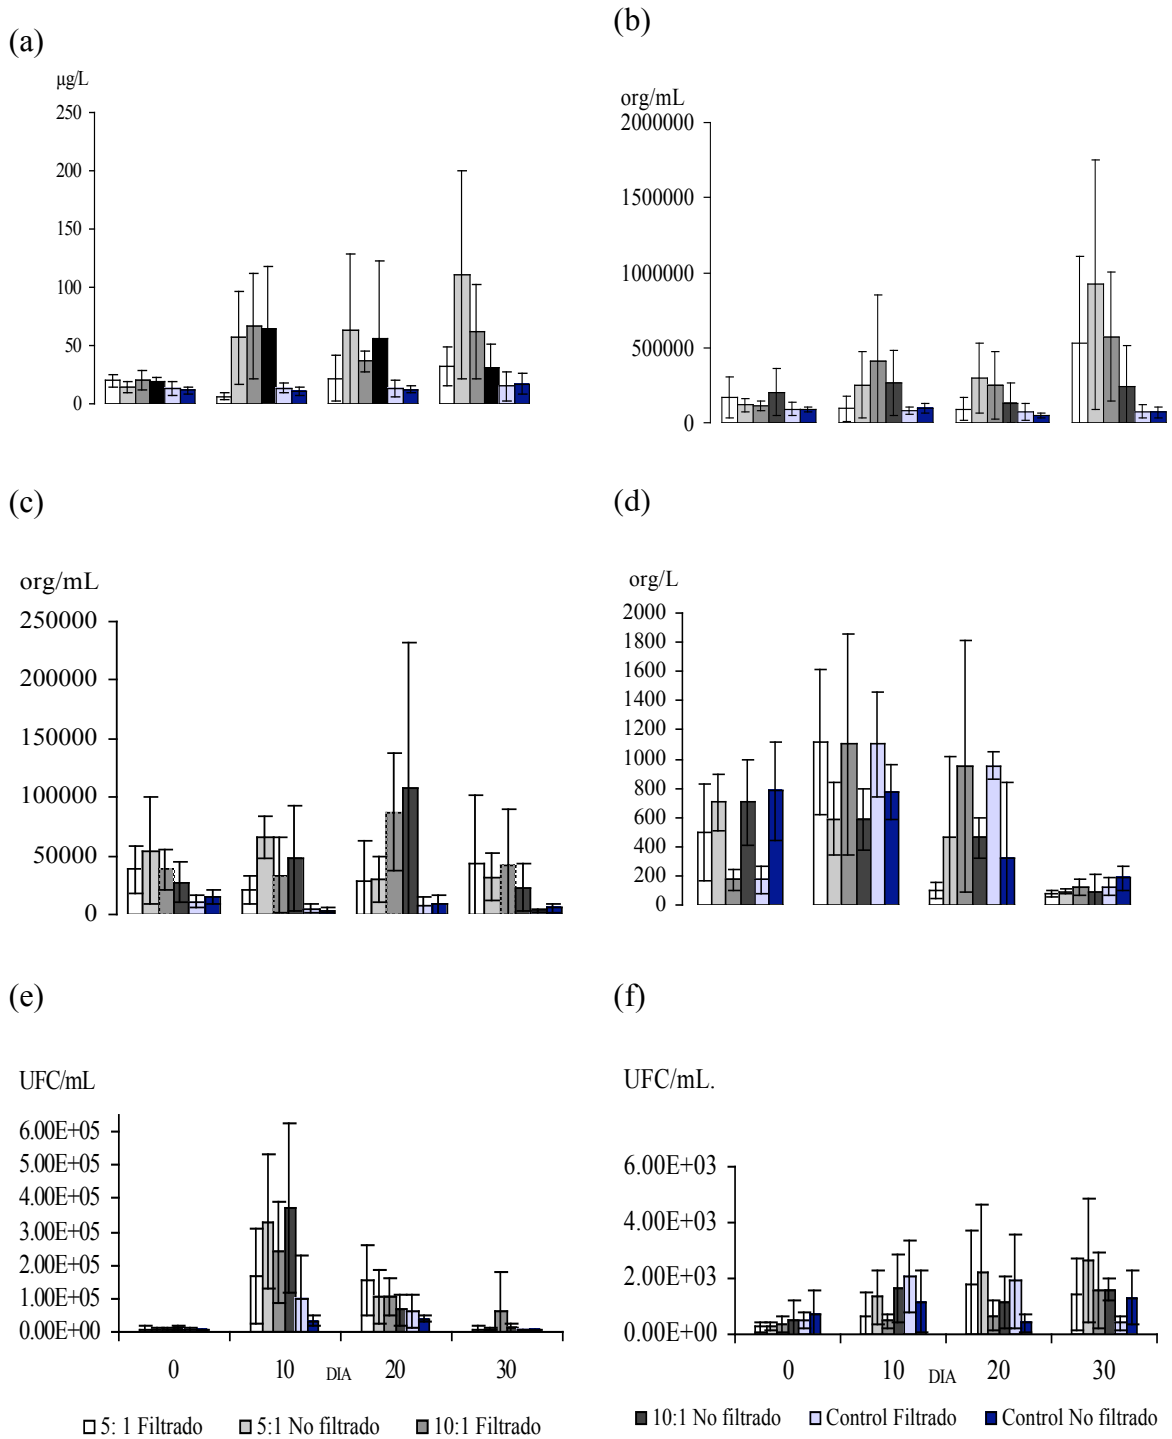 (a)
µg/L
250
200
150
100
50
0
(b)
org/mL
2000000
1500000
1000000
500000
0
(c)
org/mL
250000
200000
150000
100000
50000
0
(d)
org/L
2000
1800
1600
1400
1200
1000
800
600
400
200
0
(e)
UFC/mL
6.00E+05
5.00E+05
4.00E+05
3.00E+05
2.00E+05
1.00E+05
0.00E+00
0 10 DIA 20 30
(f)
UFC/mL.
6.00E+03
4.00E+03
2.00E+03
0.00E+00
0 10 DIA 20 30
5: 1 Filtrado 5:1 No filtrado 10:1 Filtrado 10:1 No filtrado Control Filtrado Control No filtrado